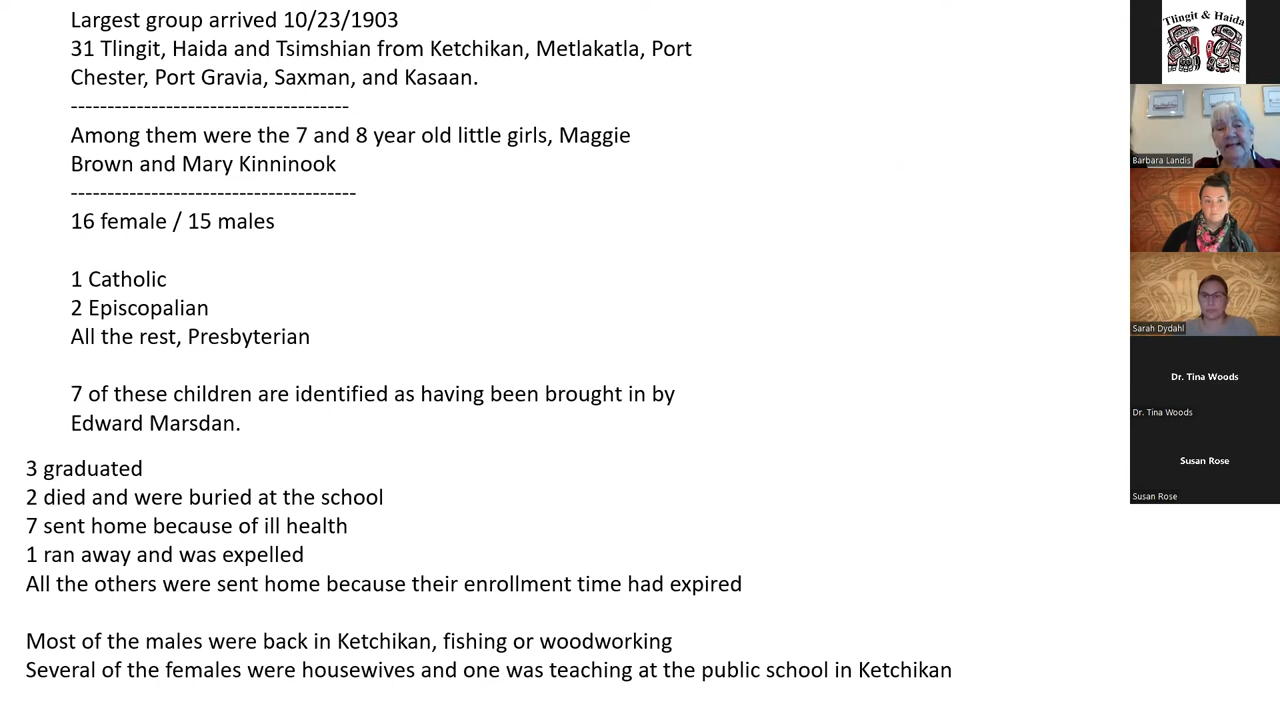 Largest group arrived 10/23/1903
31 Tlingit, Haida and Tsimshian from Ketchikan, Metlakatla, Port
Chester, Port Gravia, Saxman, and Kasaan.
--------------------------------------
Among them were the 7 and 8 year old little girls, Maggie
Brown and Mary Kinninook
---------------------------------------
16 female / 15 males
1 Catholic
2 Episcopalian
All the rest, Presbyterian
7 of these children are identified as having been brought in by
Edward Marsdan.
3 graduated
2 died and were buried at the school
7 sent home because of ill health
1 ran away and was expelled
All the others were sent home because their enrollment time had expired
Most of the males were back in Ketchikan, fishing or woodworking
Several of the females were housewives and one was teaching at the public school in Ketchikan
Tlingit & Haida
Barbara Landis
Sarah Dydahl
Dr. Tina Woods
Dr. Tina Woods
Susan Rose
Susan Rose